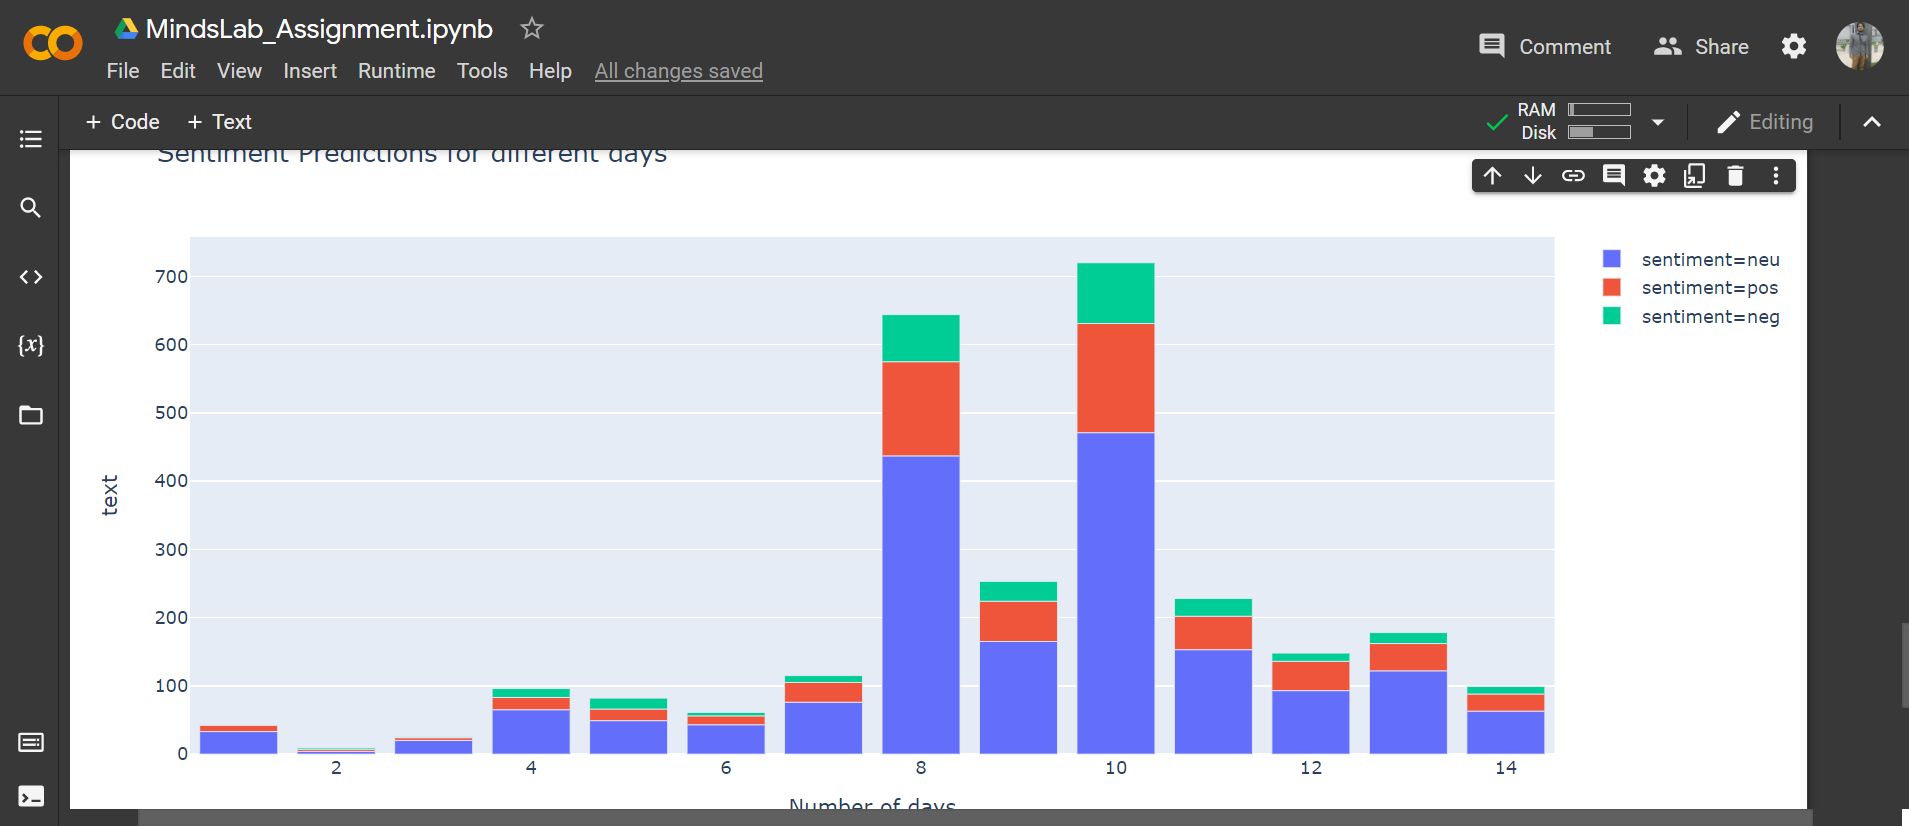 MindsLab_Assignment.ipynb
File Edit View Insert Runtime Tools Help All changes saved
Comment Share
+ Code + Text
RAM
Disk
Editing
Sentiment Predictions for different days
{x}
sentiment=neu
sentiment=pos
sentiment=neg
700
600
500
400
300
200
100
0
text
2 4 6 8 10 12 14
Number of days